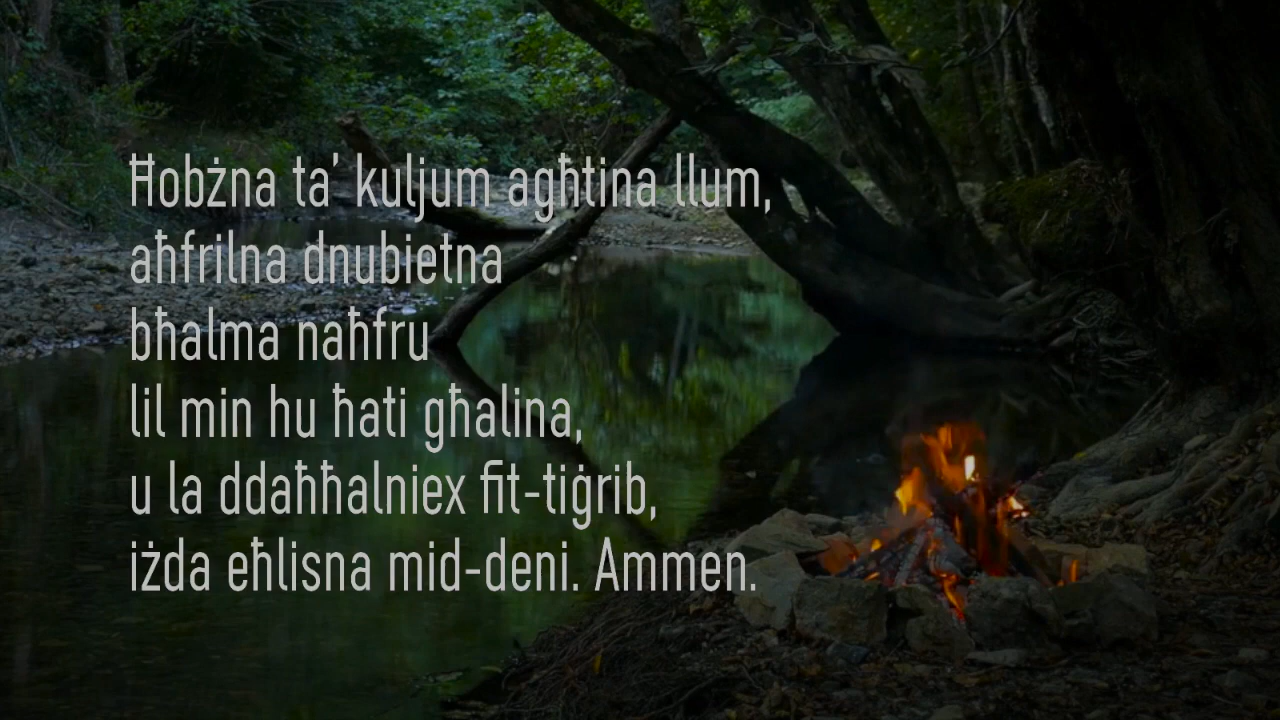 Ħobżna ta’ kuljum agħtina llum,
aħfrilna dnubietna
bħalma naħfru
lil min hu ħati għalina,
u la ddaħħalniex fit-tiġrib,
iżda eħlisna mid-deni. Ammen.